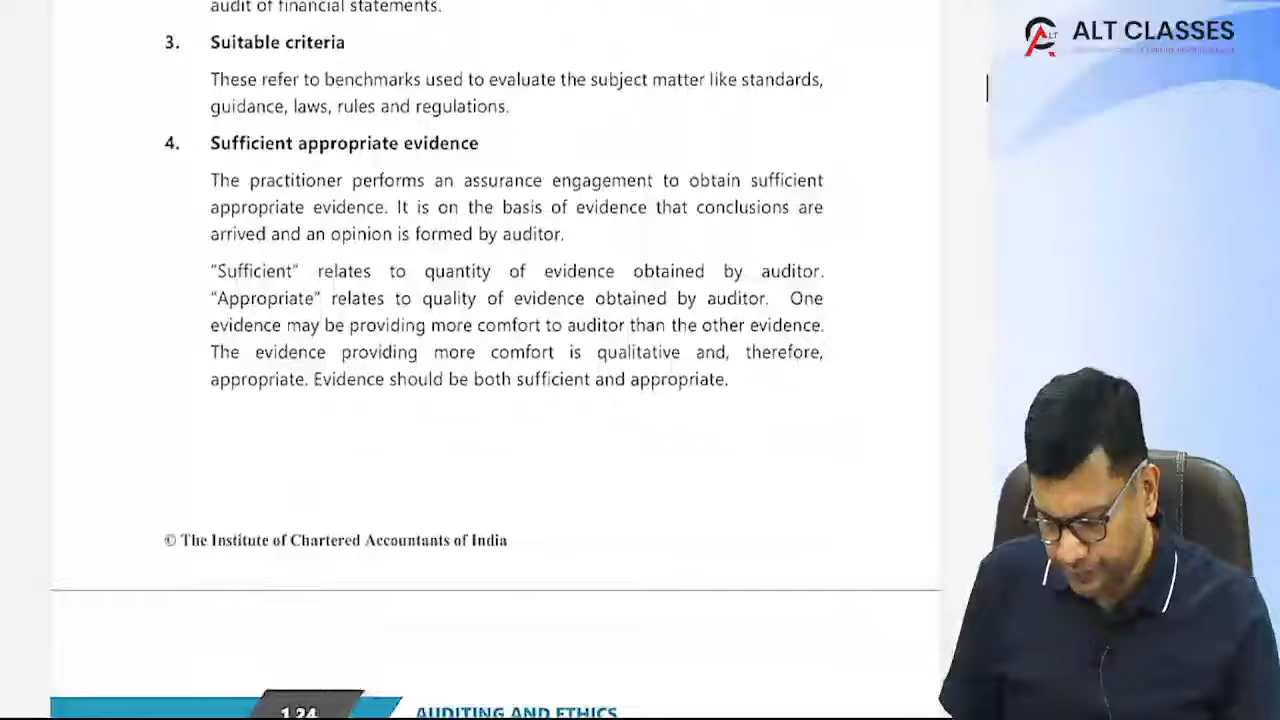 audit of financial statements.
ALT CLASSES
3. Suitable criteria
These refer to benchmarks used to evaluate the subject matter like standards,
guidance, laws, rules and regulations.
4. Sufficient appropriate evidence
The practitioner performs an assurance engagement to obtain sufficient
appropriate evidence. It is on the basis of evidence that conclusions are
arrived and an opinion is formed by auditor.
“Sufficient” relates to quantity of evidence obtained by auditor.
“Appropriate” relates to quality of evidence obtained by auditor. One
evidence may be providing more comfort to auditor than the other evidence.
The evidence providing more comfort is qualitative and, therefore,
appropriate. Evidence should be both sufficient and appropriate.
© The Institute of Chartered Accountants of India
1.24 AUDITING AND ETHICS